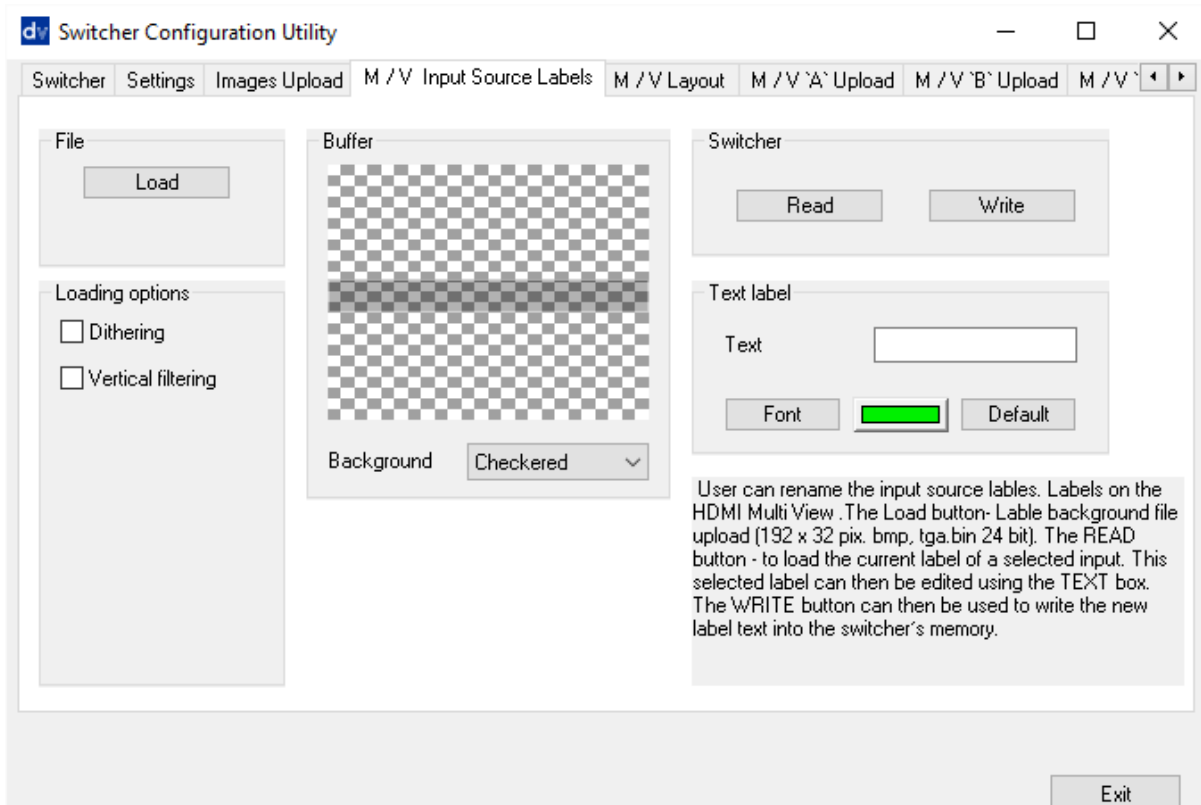 dv Switcher Configuration Utility
Switcher Settings Images Upload M / V Input Source Labels M / V Layout M / V `A` Upload M / V `B` Upload M / V `
File
Load
Loading options
Dithering
Vertical filtering
Buffer
Background Checkered
Switcher
Read Write
Text label
Text
Font Default
User can rename the input source lables. Labels on the
HDMI Multi View .The Load button- Lable background file
upload (192 x 32 pix. bmp, tga.bin 24 bit). The READ
button - to load the current label of a selected input. This
selected label can then be edited using the TEXT box.
The WRITE button can then be used to write the new
label text into the switcher´s memory.
Exit